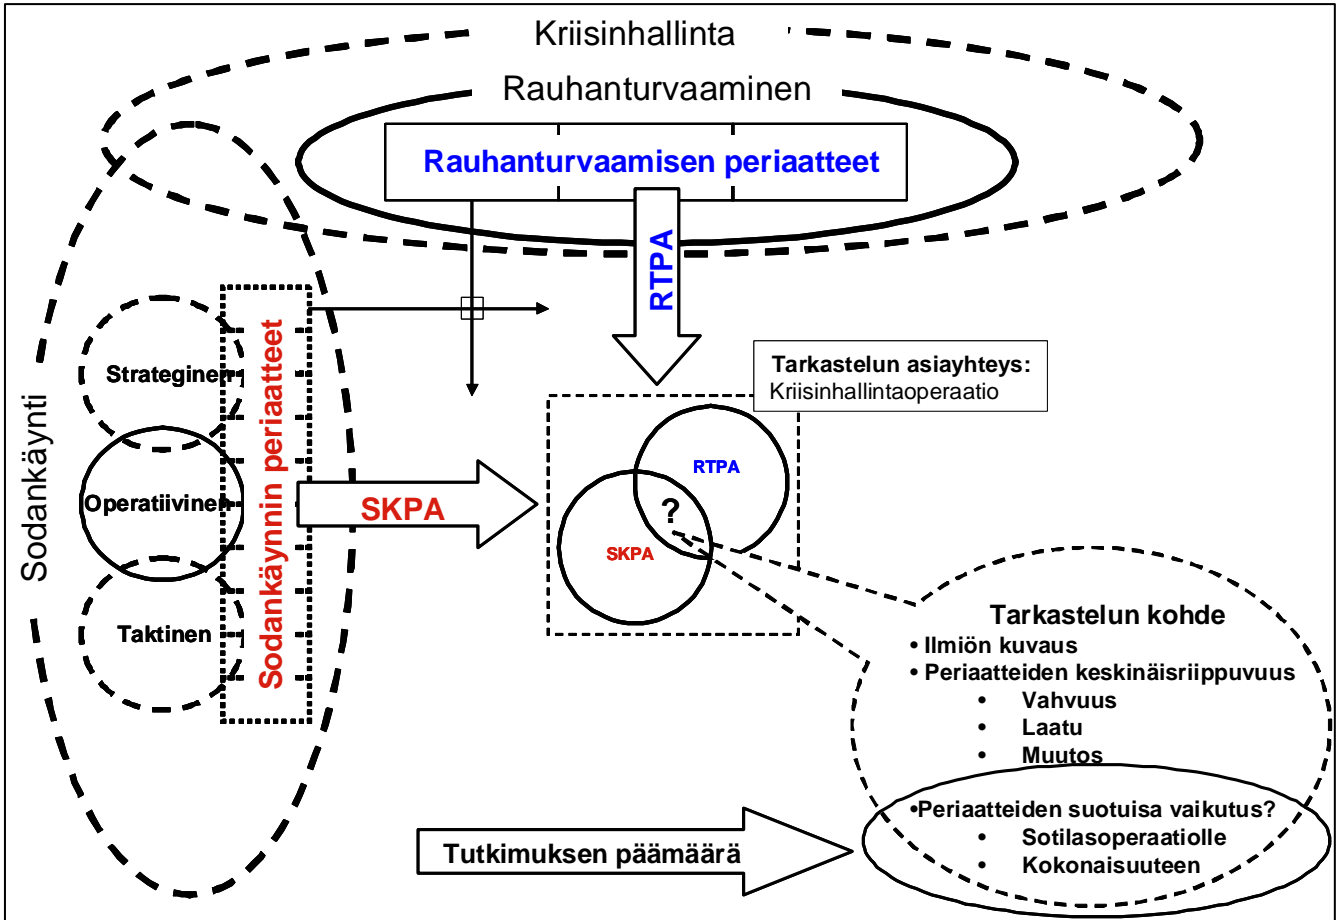 Kriisinhallinta
Rauhanturvaaminen
Rauhanturvaamisen periaatteet
RTPA
Sodankäynti
Strateginen
Operatiivinen
Taktinen
Sodankäynnin periaatteet
SKPA
Tarkastelun asiayhteys:
Kriisinhallintaoperaatio
RTPA
?
SKPA
Tarkastelun kohde
• Ilmiön kuvaus
• Periaatteiden keskinäisriippuvuus
• Vahvuus
• Laatu
• Muutos
•Periaatteiden suotuisa vaikutus?
• Sotilasoperaatiolle
• Kokonaisuuteen
Tutkimuksen päämäärä